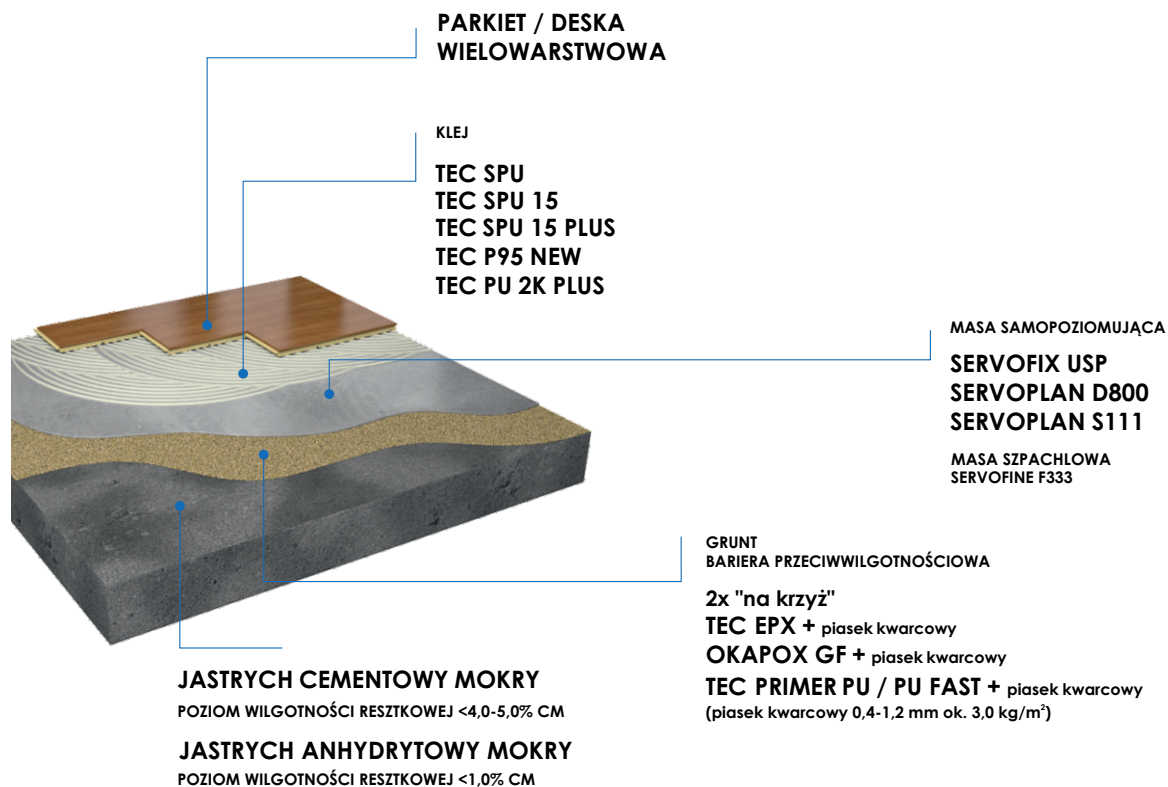 PARKIET / DESKA
WIELOWARSTWOWA
KLEJ
TEC SPU
TEC SPU 15
TEC SPU 15 PLUS
TEC P95 NEW
TEC PU 2K PLUS
MASA SAMOPOZIOMUJĄCA
SERVOFIX USP
SERVOPLAN D800
SERVOPLAN S111
MASA SZPACHLOWA
SERVOFINE F333
GRUNT
BARIERA PRZECIWWILGOTNOŚCIOWA
2x "na krzyż"
TEC EPX + piasek kwarcowy
OKAPOX GF + piasek kwarcowy
TEC PRIMER PU / PU FAST + piasek kwarcowy
(piasek kwarcowy 0,4-1,2 mm ok. 3,0 kg/m²)
JASTRYCH CEMENTOWY MOKRY
POZIOM WILGOTNOŚCI RESZTKOWEJ <4,0-5,0% CM
JASTRYCH ANHYDRYTOWY MOKRY
POZIOM WILGOTNOŚCI RESZTKOWEJ <1,0% CM